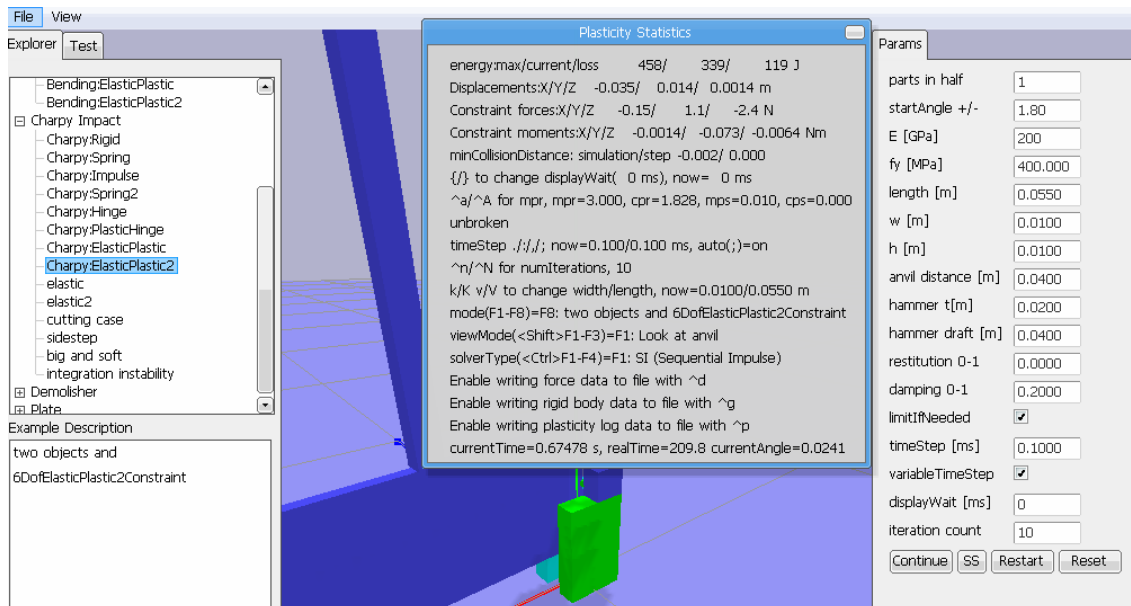 File View
Explorer Test
Bending:ElasticPlastic
Bending:ElasticPlastic2
Charpy Impact
Charpy:Rigid
Charpy:Spring
Charpy:Impulse
Charpy:Spring2
Charpy:Hinge
Charpy:PlasticHinge
Charpy:ElasticPlastic
Charpy:ElasticPlastic2
elastic
elastic2
cutting case
sidestep
big and soft
integration instability
Demolisher
Plate
Example Description
two objects and
6DofElasticPlastic2Constraint
Plasticity Statistics
energy:max/current/loss 458/ 339/ 119 J
Displacements:X/Y/Z -0.035/ 0.014/ 0.0014 m
Constraint forces:X/Y/Z -0.15/ 1.1/ -2.4 N
Constraint moments:X/Y/Z -0.0014/ -0.073/ -0.0064 Nm
minCollisionDistance: simulation/step -0.002/ 0.000
{/} to change displayWait( 0 ms), now= 0 ms
^a/^A for mpr, mpr=3.000, cpr=1.828, mps=0.010, cps=0.000
unbroken
timeStep ./:/,/; now=0.100/0.100 ms, auto(;)=on
^n/^N for numIterations, 10
k/K v/V to change width/length, now=0.0100/0.0550 m
mode(F1-F8)=F8: two objects and 6DofElasticPlastic2Constraint
viewMode(<Shift>F1-F3)=F1: Look at anvil
solverType(<Ctrl>F1-F4)=F1: SI (Sequential Impulse)
Enable writing force data to file with ^d
Enable writing rigid body data to file with ^g
Enable writing plasticity log data to file with ^p
currentTime=0.67478 s, realTime=209.8 currentAngle=0.0241
Params
parts in half 1
startAngle +/- 1.80
E [GPa] 200
fy [MPa] 400.000
length [m] 0.0550
w [m] 0.0100
h [m] 0.0100
anvil distance [m] 0.0400
hammer t[m] 0.0200
hammer draft [m] 0.0400
restitution 0-1 0.0000
damping 0-1 0.2000
limitIfNeeded
timeStep [ms] 0.1000
variableTimeStep
displayWait [ms] 0
iteration count 10
Continue SS Restart Reset